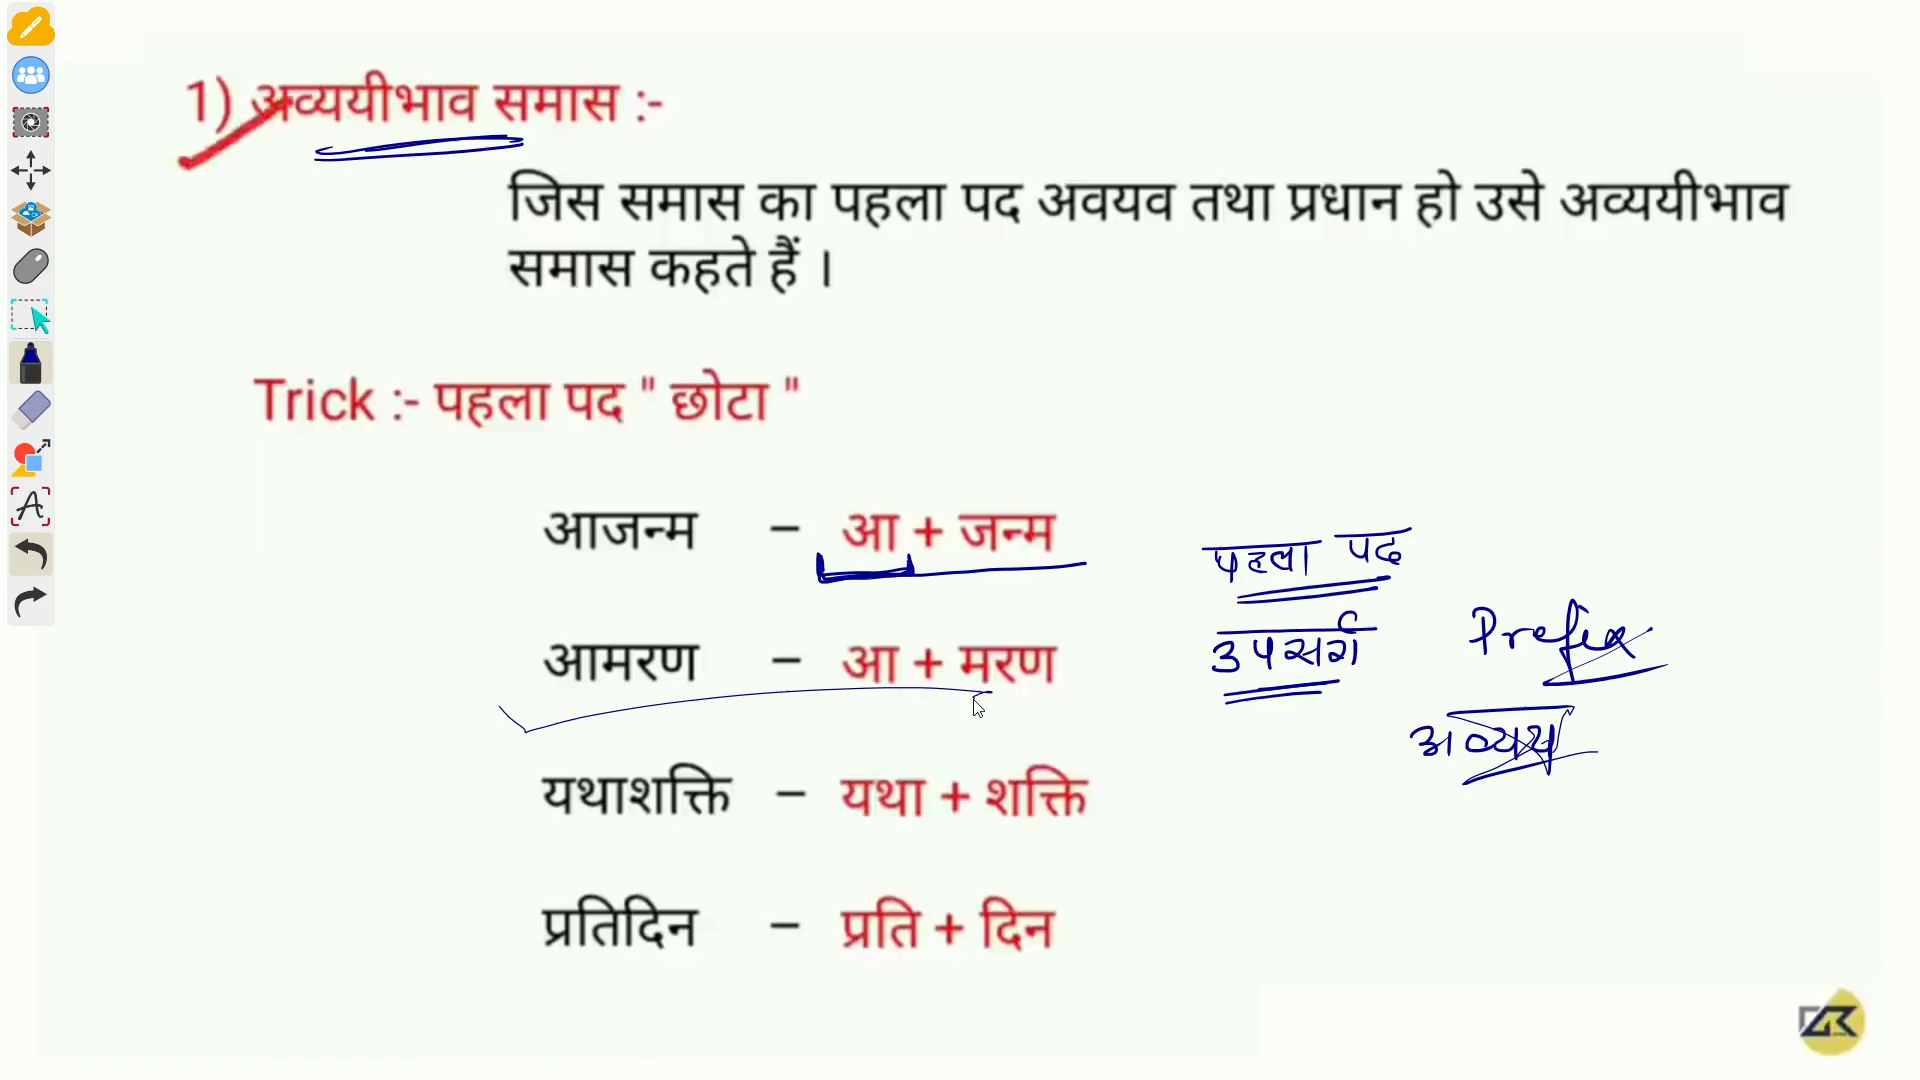 1) अव्ययीभाव समास :-
जिस समास का पहला पद अवयव तथा प्रधान हो उसे अव्ययीभाव
समास कहते हैं ।
Trick :- पहला पद " छोटा "
आजन्म – आ + जन्म
पहला पद
उपसर्ग
Prefix
आमरण – आ + मरण
अव्यय
यथाशक्ति – यथा + शक्ति
प्रतिदिन – प्रति + दिन